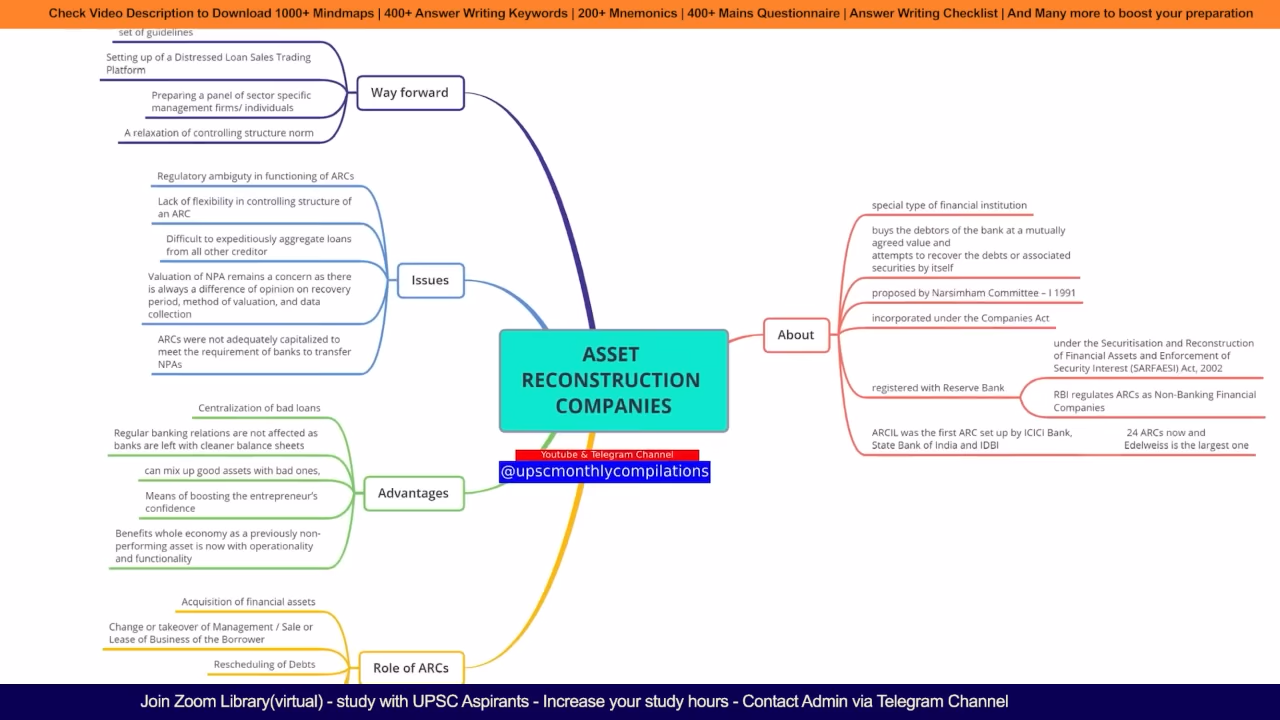 Check Video Description to Download 1000+ Mindmaps | 400+ Answer Writing Keywords | 200+ Mnemonics | 400+ Mains Questionnaire | Answer Writing Checklist | And Many more to boost your preparation
set of guidelines
Setting up of a Distressed Loan Sales Trading
Platform
Preparing a panel of sector specific
management firms/ individuals
A relaxation of controlling structure norm
Way forward
Regulatory ambiguity in functioning of ARCs
Lack of flexibility in controlling structure of
an ARC
Difficult to expeditiously aggregate loans
from all other creditor
Valuation of NPA remains a concern as there
is always a difference of opinion on recovery
period, method of valuation, and data
collection
ARCs were not adequately capitalized to
meet the requirement of banks to transfer
NPAs
Issues
Centralization of bad loans
Regular banking relations are not affected as
banks are left with cleaner balance sheets
can mix up good assets with bad ones,
Means of boosting the entrepreneur's
confidence
Benefits whole economy as a previously non-
performing asset is now with operationality
and functionality
Advantages
Acquisition of financial assets
Change or takeover of Management / Sale or
Lease of Business of the Borrower
Rescheduling of Debts
Role of ARCs
ASSET
RECONSTRUCTION
COMPANIES
Youtube & Telegram Channel
@upscmonthlycompilations
About
special type of financial institution
buys the debtors of the bank at a mutually
agreed value and
attempts to recover the debts or associated
securities by itself
proposed by Narsimham Committee – I 1991
incorporated under the Companies Act
registered with Reserve Bank
under the Securitisation and Reconstruction
of Financial Assets and Enforcement of
Security Interest (SARFAESI) Act, 2002
RBI regulates ARCs as Non-Banking Financial
Companies
ARCIL was the first ARC set up by ICICI Bank,
State Bank of India and IDBI
24 ARCs now and
Edelweiss is the largest one
Join Zoom Library(virtual) - study with UPSC Aspirants - Increase your study hours - Contact Admin via Telegram Channel